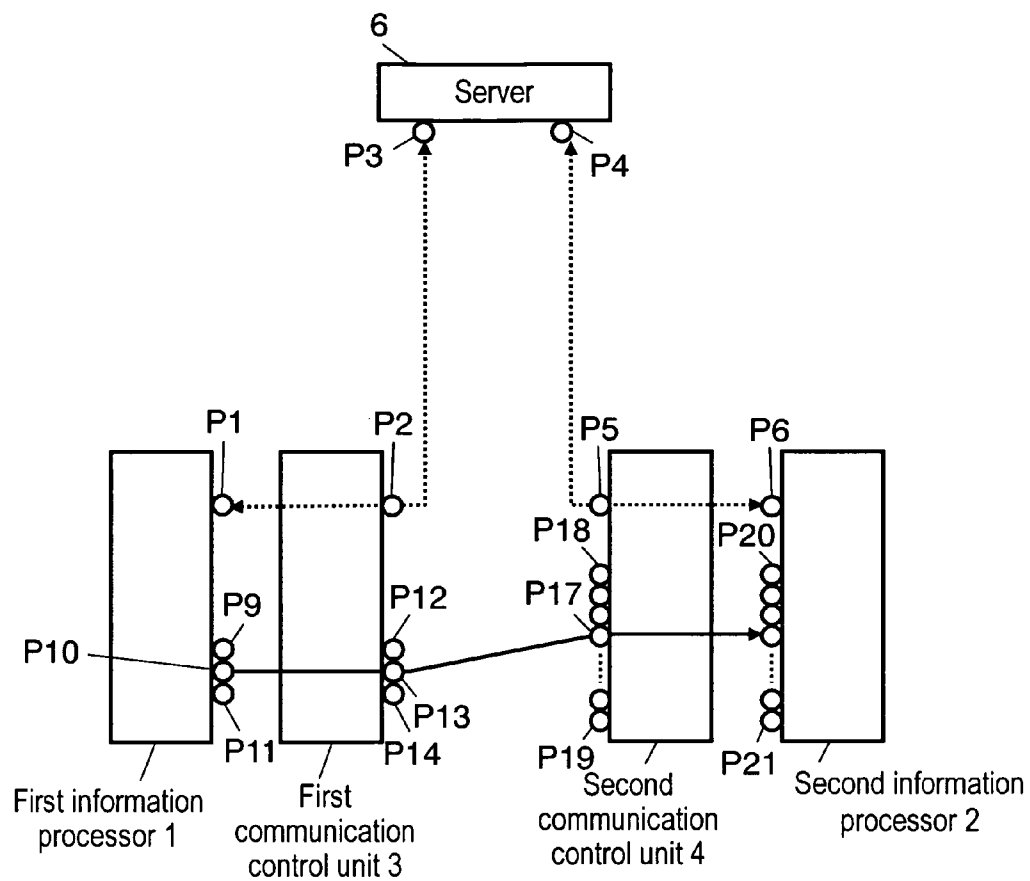 6
Server
P3
P4
P1
P2
P5
P6
P18
P20
P9
P12
P17
P10
P13
P11
P14
P19
P21
First information
processor 1
First
communication
control unit 3
Second
communication
control unit 4
Second information
processor 2